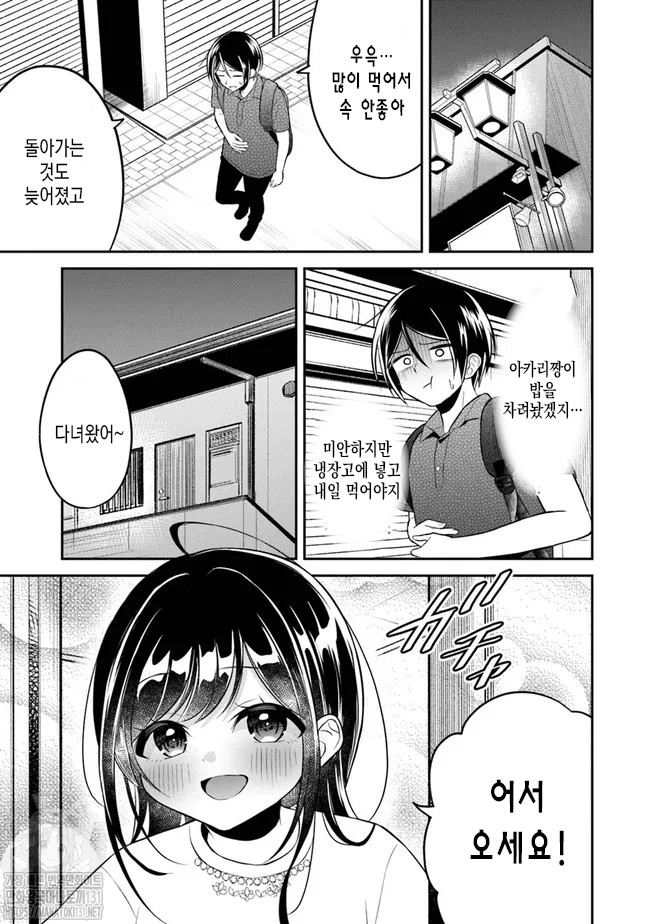 우윽…
많이 먹어서
속 안좋아
돌아가는
것도
늦어졌고
아카리짱이
밥을
차려놨겠지…
미안하지만
냉장고에 넣고
내일 먹어야지
다녀왔어~
ガチャ
어서
오세요!